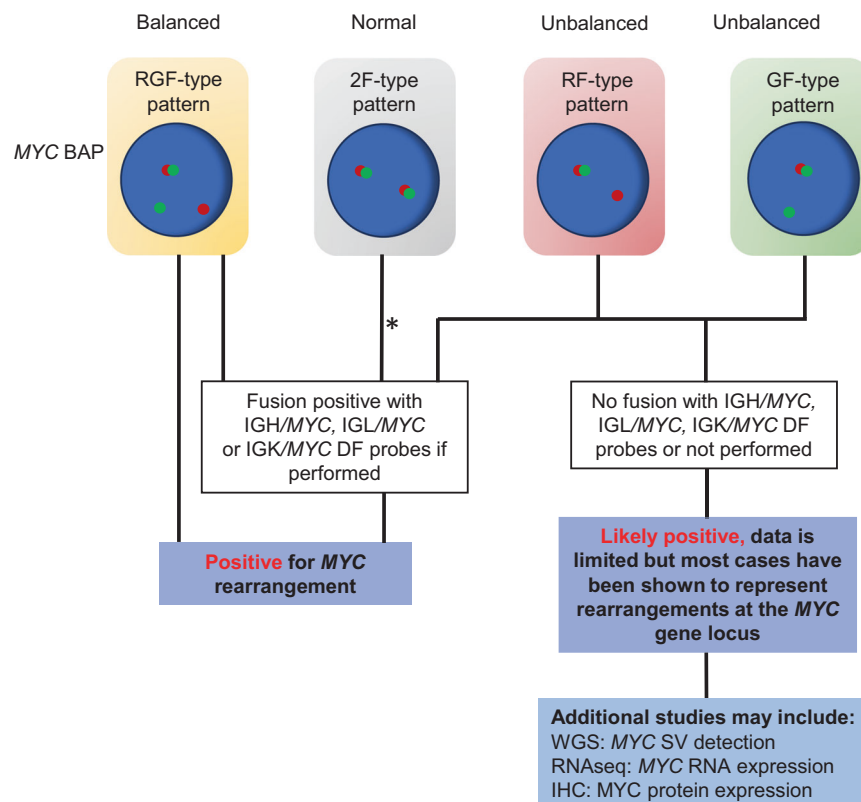 Balanced
Normal
Unbalanced
Unbalanced
RGF-type
pattern
2F-type
pattern
RF-type
pattern
GF-type
pattern
MYC BAP
*
Fusion positive with
IGH/MYC, IGL/MYC
or IGK/MYC DF probes if
performed
No fusion with IGH/MYC,
IGL/MYC, IGK/MYC DF
probes or not performed
Positive for MYC
rearrangement
Likely positive, data is
limited but most cases have
been shown to represent
rearrangements at the MYC
gene locus
Additional studies may include:
WGS: MYC SV detection
RNAseq: MYC RNA expression
IHC: MYC protein expression